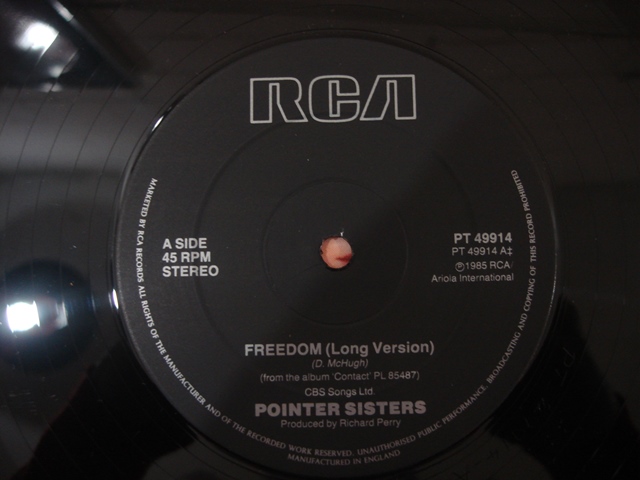 RCA
A SIDE
45 RPM
STEREO
PT 49914
PT 49914 A‡
Ⓟ1985 RCA/
Ariola International
FREEDOM (Long Version)
(D. McHugh)
(from the album 'Contact' PL 85487)
CBS Songs Ltd.
POINTER SISTERS
Produced by Richard Perry
MARKETED BY RCA RECORDS ALL RIGHTS OF THE MANUFACTURER AND OF THE RECORDED WORK RESERVED. UNAUTHORISED PUBLIC PERFORMANCE, BROADCASTING AND COPYING OF THIS RECORD PROHIBITED
MANUFACTURED IN ENGLAND